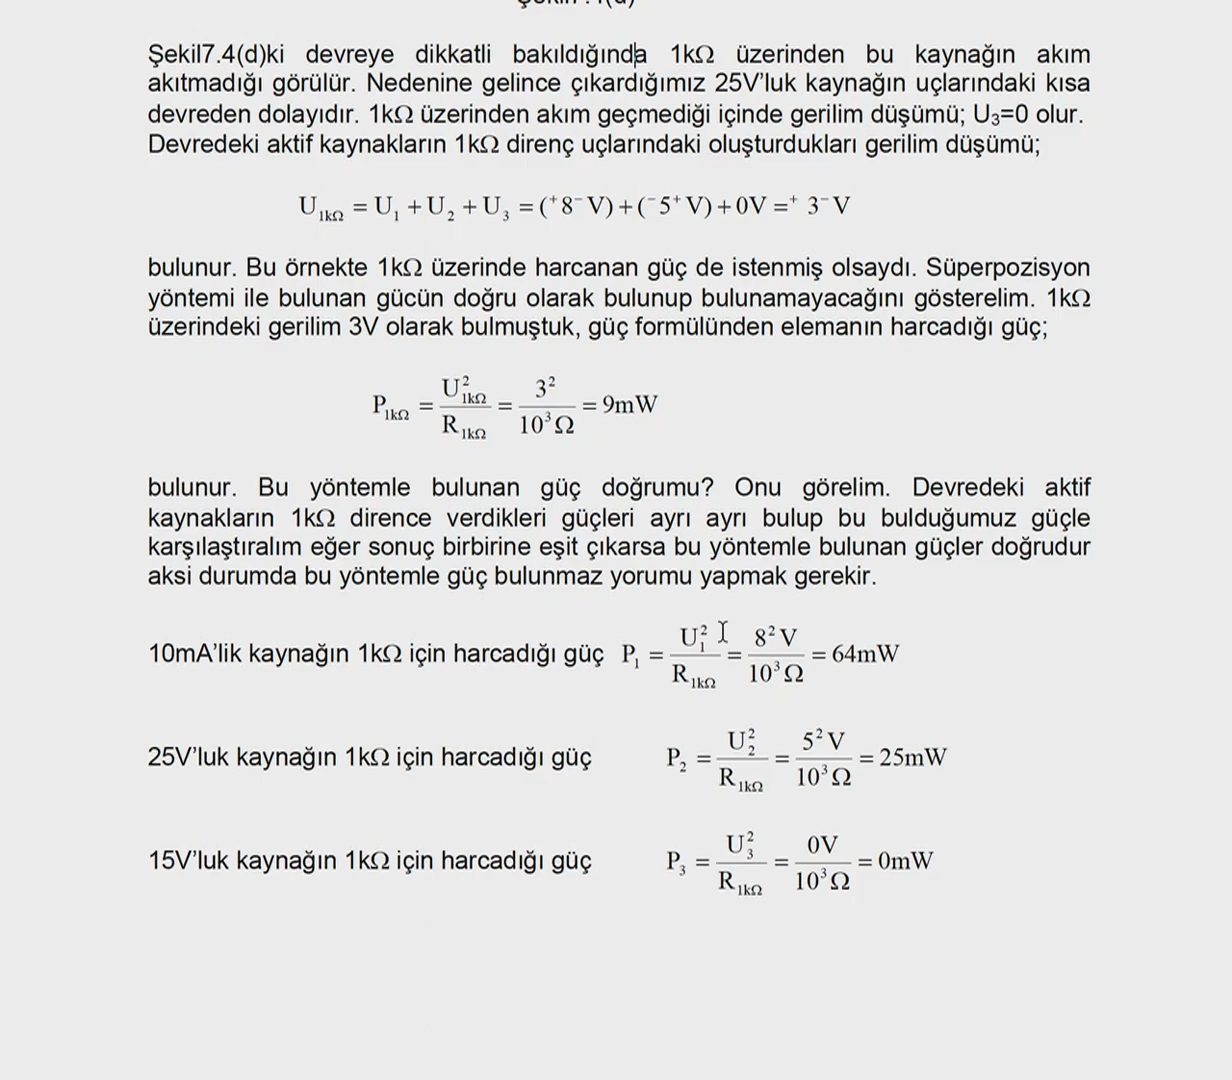 Şekil7.4(d)ki devreye dikkatli bakıldığında 1kΩ üzerinden bu kaynağın akım
akıtmadığı görülür. Nedenine gelince çıkardığımız 25V'luk kaynağın uçlarındaki kısa
devreden dolayıdır. 1kΩ üzerinden akım geçmediği içinde gerilim düşümü; U₃=0 olur.
Devredeki aktif kaynakların 1kΩ direnç uçlarındaki oluşturdukları gerilim düşümü;
U₁kΩ = U₁ + U₂ + U₃ = (⁺8⁻ V) + (⁻5⁺ V) + 0V =⁺ 3⁻ V
bulunur. Bu örnekte 1kΩ üzerinde harcanan güç de istenmiş olsaydı. Süperpozisyon
yöntemi ile bulunan gücün doğru olarak bulunup bulunamayacağını gösterelim. 1kΩ
üzerindeki gerilim 3V olarak bulmuştuk, güç formülünden elemanın harcadığı güç;
P₁kΩ = U²₁kΩ / R₁kΩ = 3² / 10³Ω = 9mW
bulunur. Bu yöntemle bulunan güç doğrumu? Onu görelim. Devredeki aktif
kaynakların 1kΩ dirence verdikleri güçleri ayrı ayrı bulup bu bulduğumuz güçle
karşılaştıralım eğer sonuç birbirine eşit çıkarsa bu yöntemle bulunan güçler doğrudur
aksi durumda bu yöntemle güç bulunmaz yorumu yapmak gerekir.
10mA'lik kaynağın 1kΩ için harcadığı güç P₁ = U₁² / R₁kΩ = 8² V / 10³ Ω = 64mW
25V'luk kaynağın 1kΩ için harcadığı güç P₂ = U₂² / R₁kΩ = 5² V / 10³ Ω = 25mW
15V'luk kaynağın 1kΩ için harcadığı güç P₃ = U₃² / R₁kΩ = 0V / 10³ Ω = 0mW